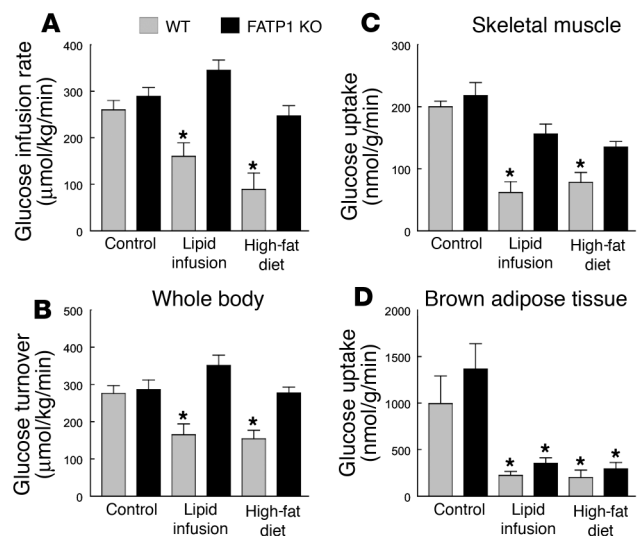 A
WT
FATP1 KO
Glucose infusion rate
(µmol/kg/min)
400
300
200
100
0
*
*
Control
Lipid
infusion
High-fat
diet
B
Whole body
Glucose turnover
(µmol/kg/min)
500
400
300
200
100
0
*
*
Control
Lipid
infusion
High-fat
diet
C
Skeletal muscle
Glucose uptake
(nmol/g/min)
300
200
100
0
*
*
Control
Lipid
infusion
High-fat
diet
D
Brown adipose tissue
Glucose uptake
(nmol/g/min)
2000
1500
1000
500
0
*
*
*
*
Control
Lipid
infusion
High-fat
diet